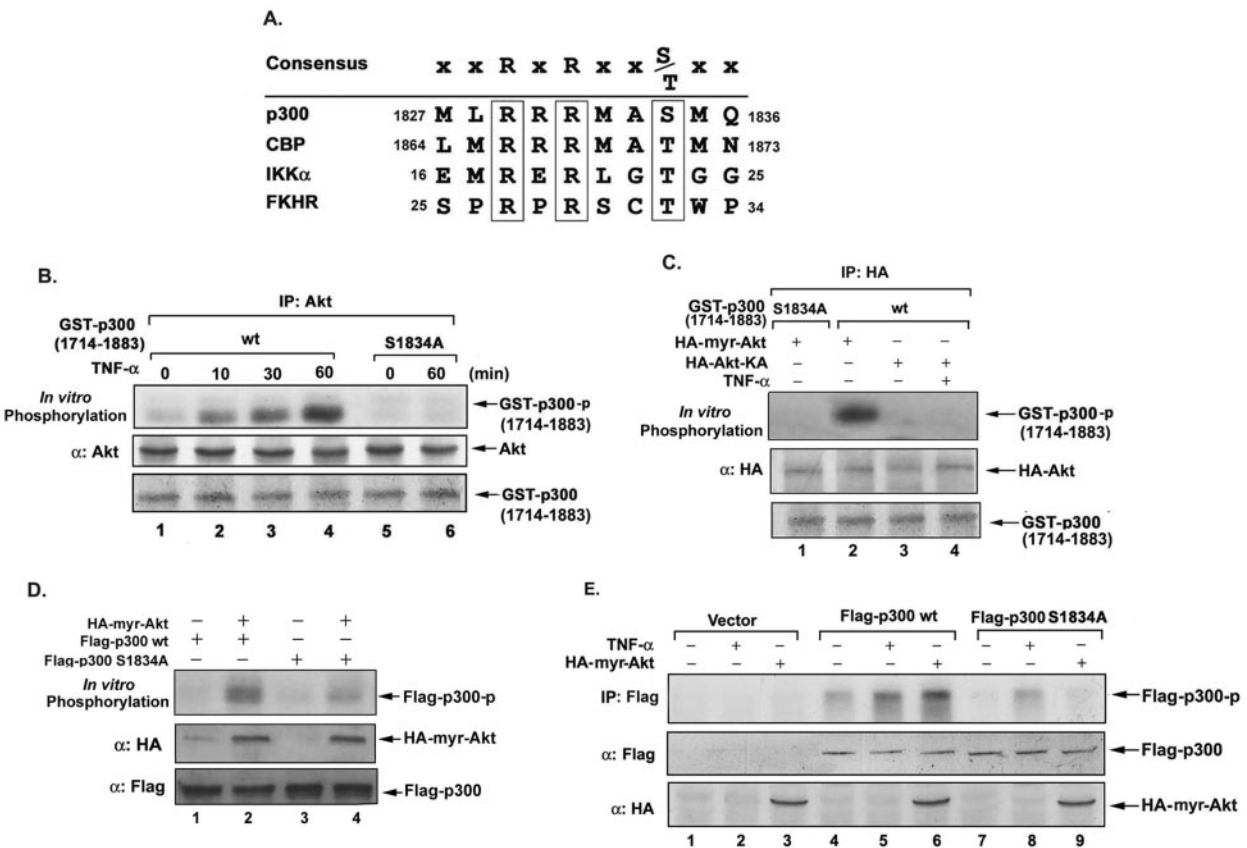 A.
Consensus x x R x R x x S/T x x
p300 1827 M L R R R M A S M Q 1836
CBP 1864 L M R R R M A T M N 1873
IKKα 16 E M R E R L G T G G 25
FKHR 25 S P R P R S C T W P 34
B.
IP: Akt
GST-p300
(1714-1883)
wt S1834A
TNF-α 0 10 30 60 0 60 (min)
In vitro
Phosphorylation
GST-p300-p
(1714-1883)
α: Akt
Akt
GST-p300
(1714-1883)
1 2 3 4 5 6
C.
IP: HA
GST-p300
(1714-1883)
S1834A wt
HA-myr-Akt + + – –
HA-Akt-KA – – + +
TNF-α – – – +
In vitro
Phosphorylation
GST-p300-p
(1714-1883)
α: HA
HA-Akt
GST-p300
(1714-1883)
1 2 3 4
D.
HA-myr-Akt – + – +
Flag-p300 wt + + – –
Flag-p300 S1834A – – + +
In vitro
Phosphorylation
Flag-p300-p
α: HA
HA-myr-Akt
α: Flag
Flag-p300
1 2 3 4
E.
Vector Flag-p300 wt Flag-p300 S1834A
TNF-α – + – – + – – + –
HA-myr-Akt – – + – – + – – +
IP: Flag
Flag-p300-p
α: Flag
Flag-p300
α: HA
HA-myr-Akt
1 2 3 4 5 6 7 8 9